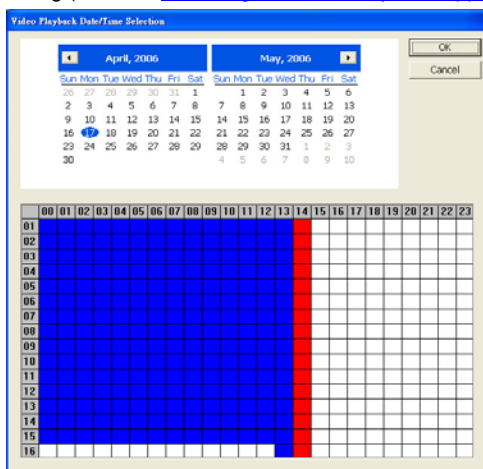 Video Playback Date/Time Selection
April, 2006 May, 2006
OK
Cancel
Sun Mon Tue Wed Thu Fri Sat Sun Mon Tue Wed Thu Fri Sat
26 27 28 29 30 31 1 1 2 3 4 5 6
2 3 4 5 6 7 8 7 8 9 10 11 12 13
9 10 11 12 13 14 15 14 15 16 17 18 19 20
16 17 18 19 20 21 22 21 22 23 24 25 26 27
23 24 25 26 27 28 29 28 29 30 31 1 2 3
30 4 5 6 7 8 9 10
00 01 02 03 04 05 06 07 08 09 10 11 12 13 14 15 16 17 18 19 20 21 22 23
01
02
03
04
05
06
07
08
09
10
11
12
13
14
15
16